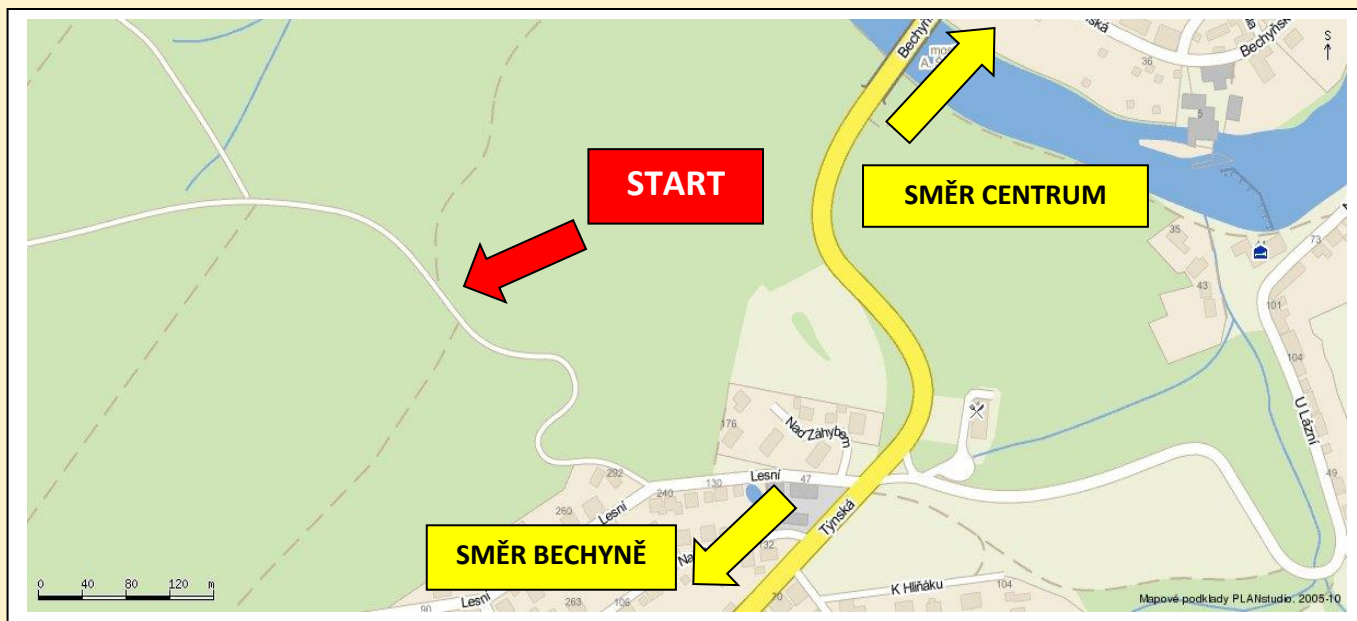 Bechyňská
S
36
Bechyňsk
5
START
SMĚR CENTRUM
35
73
43
101
104
U Lázní
176
Nad Záhybem
49
292
Lesní
47
130
240
260
Lesní
Týnská
SMĚR BECHYNĚ
32
K Hliňáku
104
0 40 80 120 m
Lesní
90
263
106
70
Mapové podklady PLANstudio. 2005-10